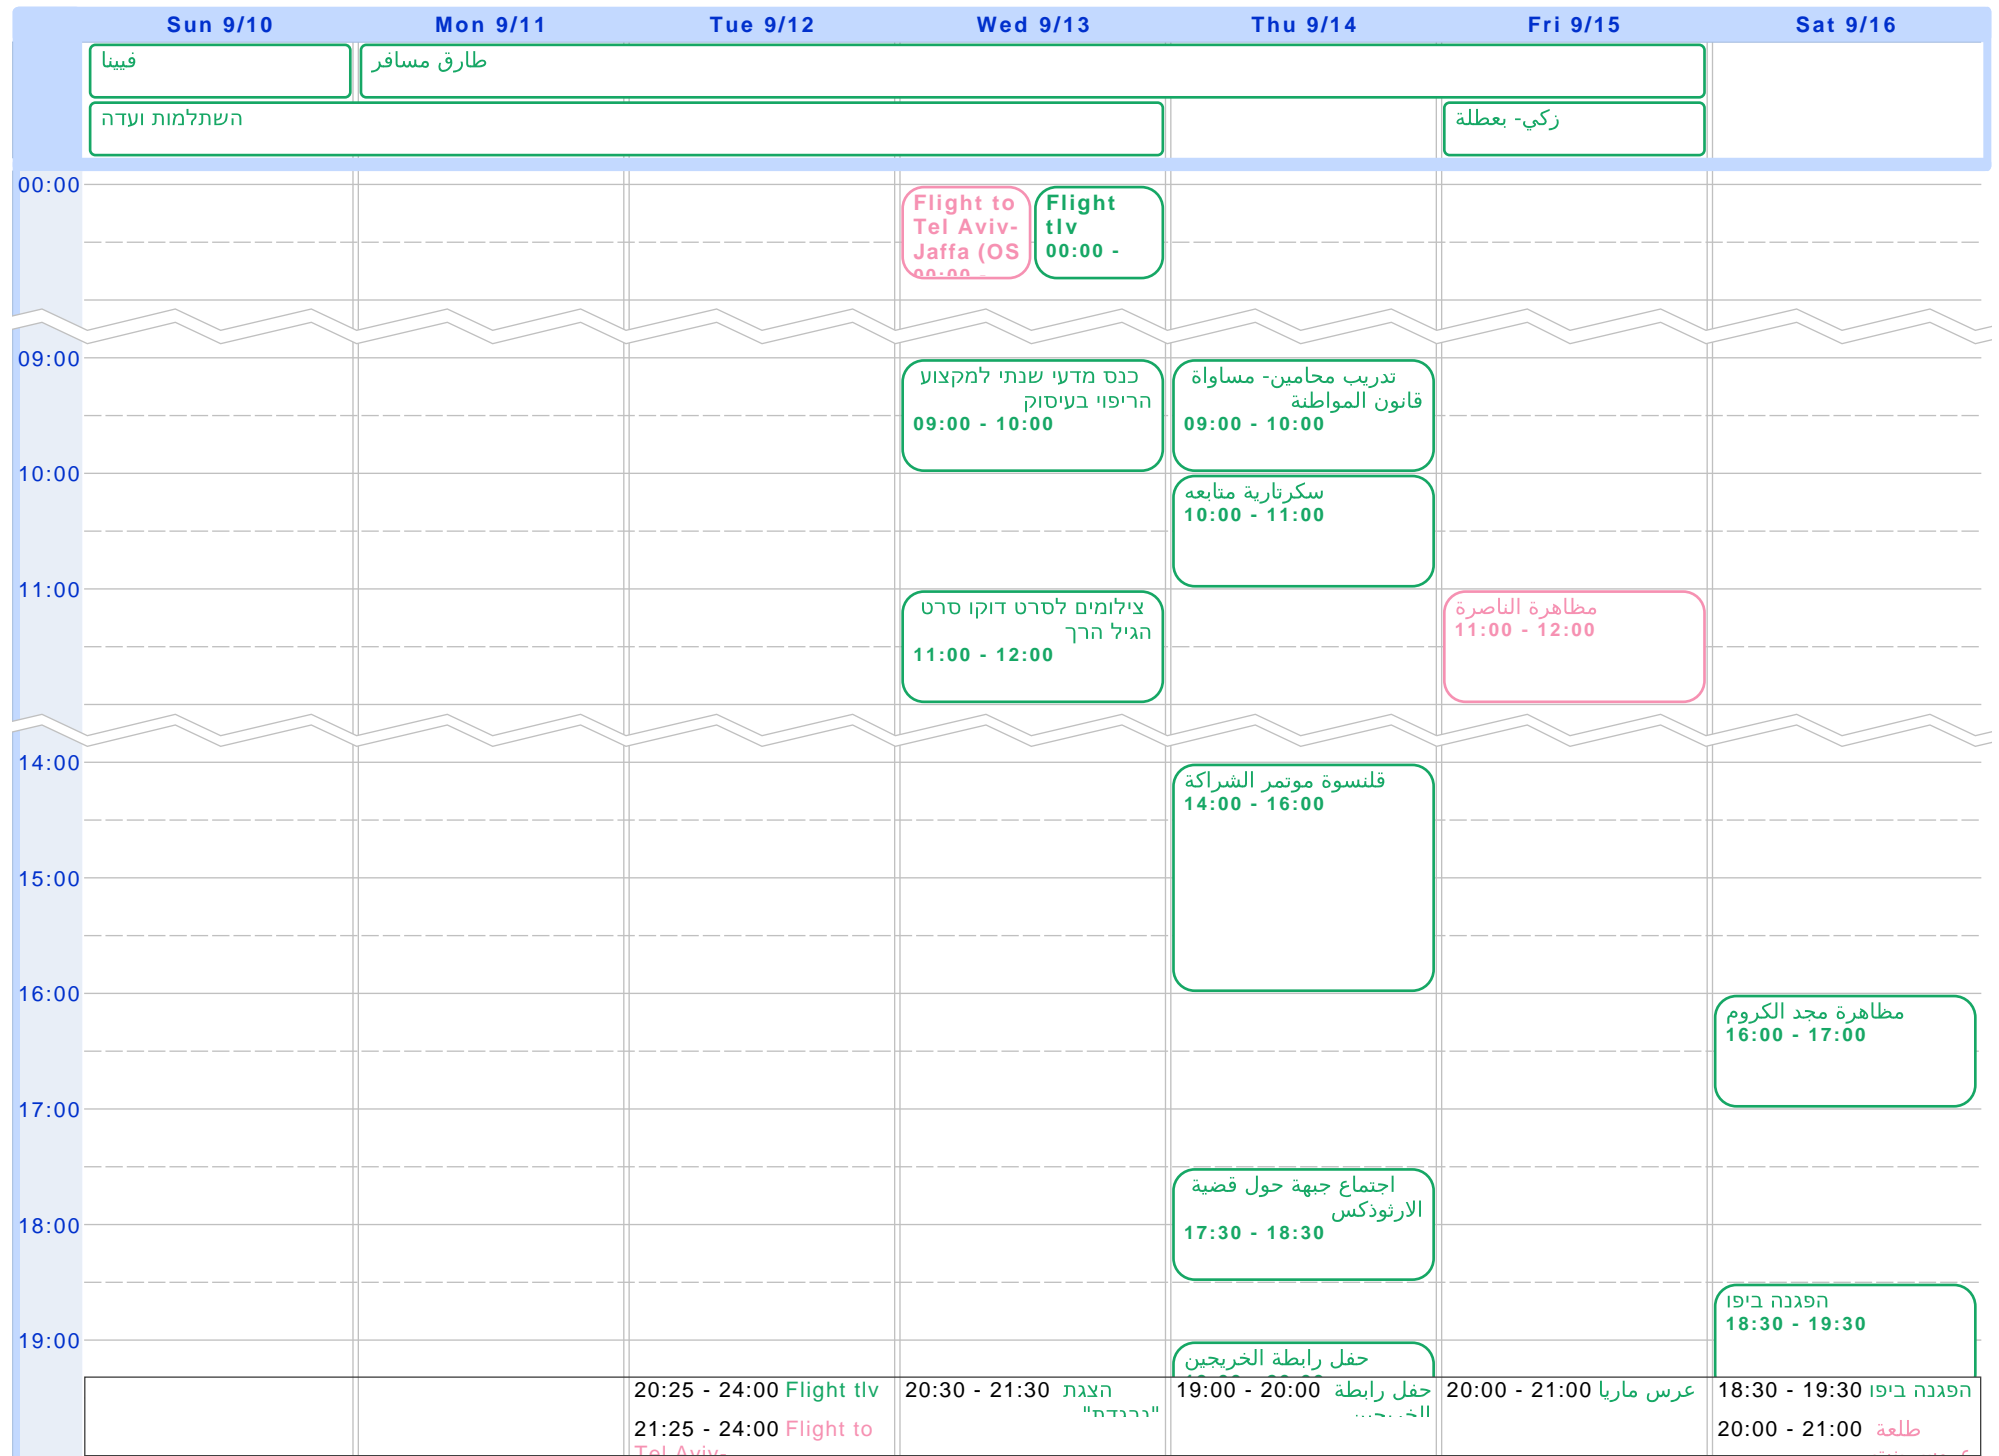 Sun 9/10
Mon 9/11
Tue 9/12
Wed 9/13
Thu 9/14
Fri 9/15
Sat 9/16
فيينا
طارق مسافر
השתלמות ועדה
زكي- بعطلة
00:00
Flight to
Tel Aviv-
Jaffa (OS
00:00 -
Flight
tlv
00:00 -
09:00
כנס מדעי שנתי למקצוע
הריפוי בעיסוק
09:00 - 10:00
تدريب محامين- مساواة
قانون المواطنة
09:00 - 10:00
10:00
سكرتارية متابعه
10:00 - 11:00
11:00
צילומים לסרט דוקו סרט
הגיל הרך
11:00 - 12:00
مظاهرة الناصرة
11:00 - 12:00
14:00
قلنسوة موتمر الشراكة
14:00 - 16:00
15:00
16:00
مظاهرة مجد الكروم
16:00 - 17:00
17:00
اجتماع جبهة حول قضية
الارثوذكس
17:30 - 18:30
18:00
הפגנה ביפו
18:30 - 19:30
19:00
حفل رابطة الخريجين
20:25 - 24:00 Flight tlv
21:25 - 24:00 Flight to
Tel Aviv-
20:30 - 21:30 הצגת
19:00 - 20:00 حفل رابطة
الخريجين
20:00 - 21:00 عرس ماريا
18:30 - 19:30 הפגנה ביפו
20:00 - 21:00 طلعة